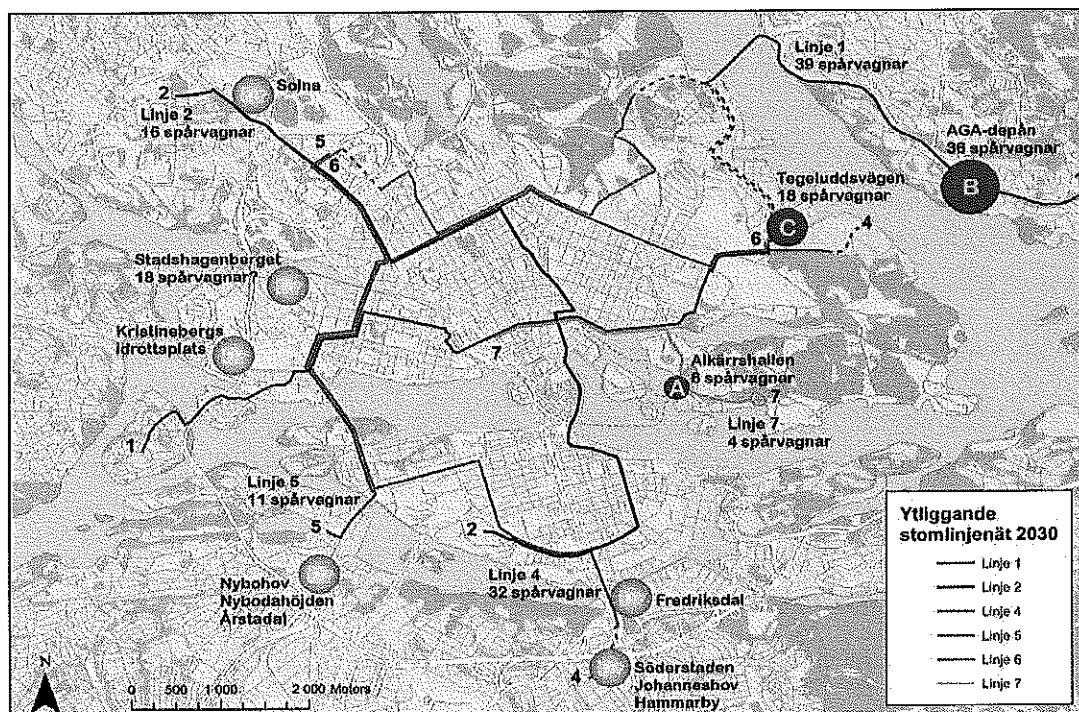 Linje 1
39 spårvagnar
2
Solna
Linje 2
16 spårvagnar
5
6
AGA-depån
36 spårvagnar
B
1
Tegeluddsvägen
18 spårvagnar
C
6
4
Stadshagenberget
18 spårvagnar?
Kristinebergs
idrottsplats
7
Alkärrshallen
6 spårvagnar
A
7
Linje 7
4 spårvagnar
1
Linje 5
11 spårvagnar
5
2
Linje 4
32 spårvagnar
Nybohov
Nybodahöjden
Årstadal
Fredriksdal
4
Söderstaden
Johanneshov
Hammarby
N
0 500 1 000 2 000 Meters
Ytliggande
stomlinjenät 2030
Linje 1
Linje 2
Linje 4
Linje 5
Linje 6
Linje 7